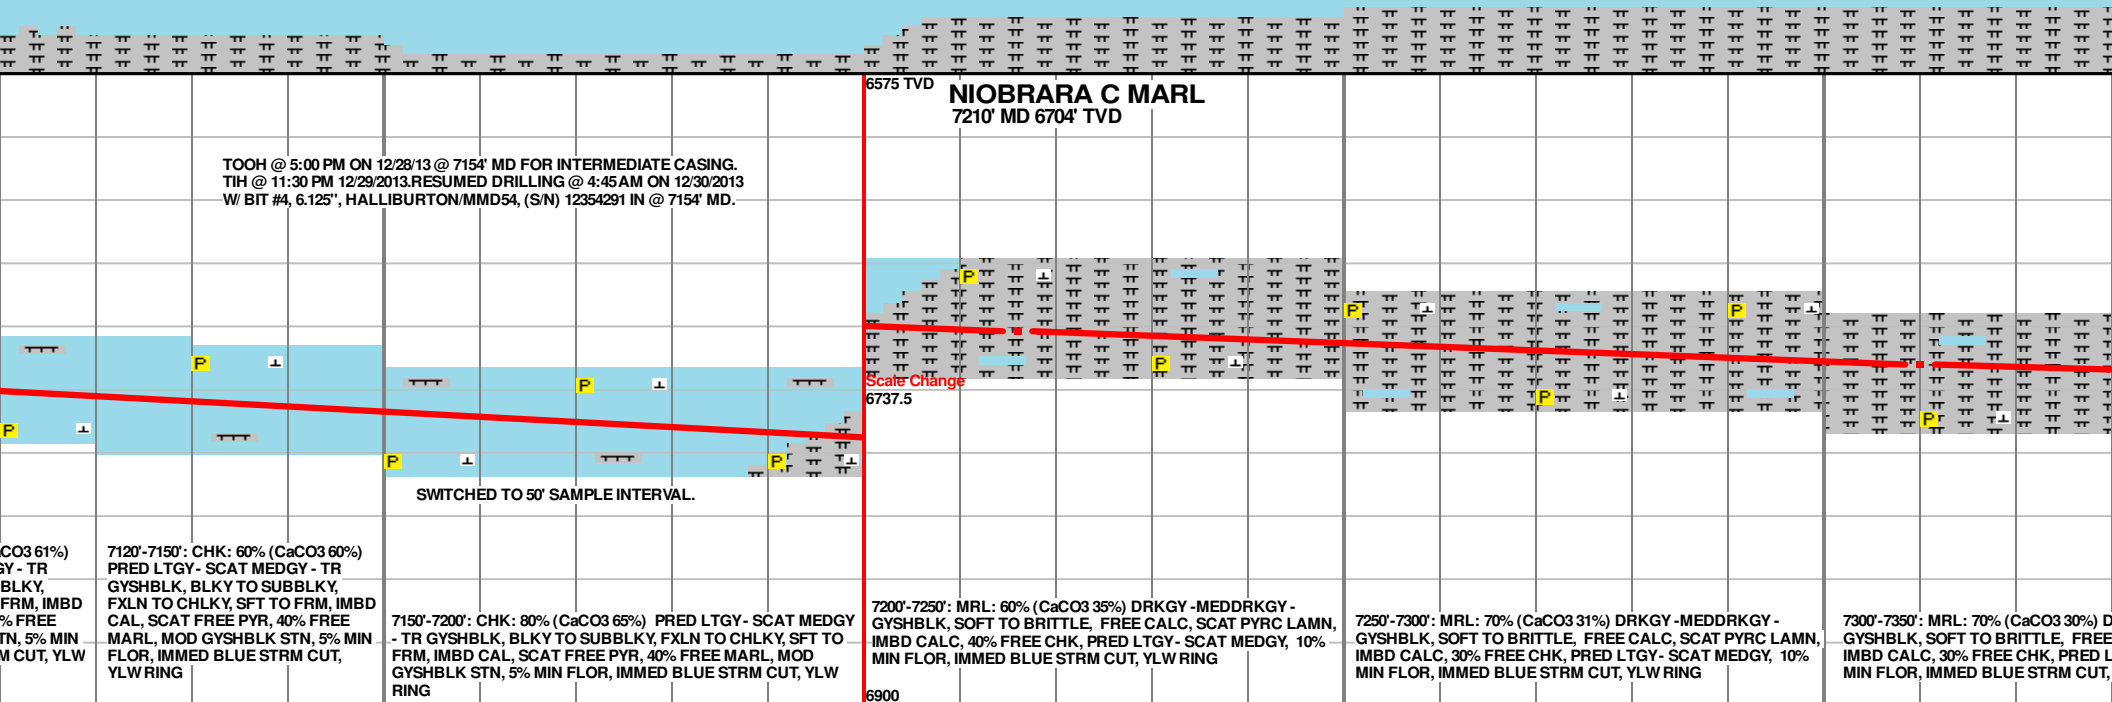 6575 TVD
NIOBRARA C MARL
7210' MD 6704' TVD
TOOH @ 5:00 PM ON 12/28/13 @ 7154' MD FOR INTERMEDIATE CASING.
TIH @ 11:30 PM 12/29/2013.RESUMED DRILLING @ 4:45AM ON 12/30/2013
W/ BIT #4, 6.125", HALLIBURTON/MMD54, (S/N) 12354291 IN @ 7154' MD.
P
P
P
P
P
P
P
P
P
P
P
P
Scale Change
6737.5
SWITCHED TO 50' SAMPLE INTERVAL.
CO3 61%)
GY - TR
BLKY,
FRM, IMBD
% FREE
TN, 5% MIN
M CUT, YLW
7120'-7150': CHK: 60% (CaCO3 60%)
PRED LTGY - SCAT MEDGY - TR
GYSHBLK, BLKY TO SUBBLKY,
FXLN TO CHLKY, SFT TO FRM, IMBD
CAL, SCAT FREE PYR, 40% FREE
MARL, MOD GYSHBLK STN, 5% MIN
FLOR, IMMED BLUE STRM CUT,
YLW RING
7150'-7200': CHK: 80% (CaCO3 65%) PRED LTGY - SCAT MEDGY
- TR GYSHBLK, BLKY TO SUBBLKY, FXLN TO CHLKY, SFT TO
FRM, IMBD CAL, SCAT FREE PYR, 40% FREE MARL, MOD
GYSHBLK STN, 5% MIN FLOR, IMMED BLUE STRM CUT, YLW
RING
7200'-7250': MRL: 60% (CaCO3 35%) DRKGY -MEDDRKGY -
GYSHBLK, SOFT TO BRITTLE, FREE CALC, SCAT PYRC LAMN,
IMBD CALC, 40% FREE CHK, PRED LTGY - SCAT MEDGY, 10%
MIN FLOR, IMMED BLUE STRM CUT, YLW RING
6900
7250'-7300': MRL: 70% (CaCO3 31%) DRKGY -MEDDRKGY -
GYSHBLK, SOFT TO BRITTLE, FREE CALC, SCAT PYRC LAMN,
IMBD CALC, 30% FREE CHK, PRED LTGY - SCAT MEDGY, 10%
MIN FLOR, IMMED BLUE STRM CUT, YLW RING
7300'-7350': MRL: 70% (CaCO3 30%) D
GYSHBLK, SOFT TO BRITTLE, FREE
IMBD CALC, 30% FREE CHK, PRED L
MIN FLOR, IMMED BLUE STRM CUT,